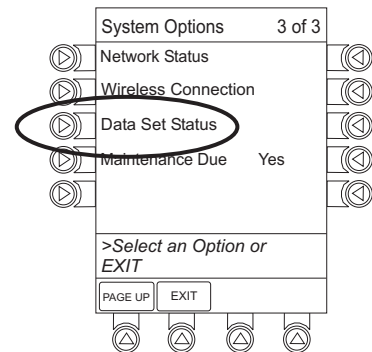 System Options 3 of 3
Network Status
Wireless Connection
Data Set Status
Maintenance Due Yes
>Select an Option or
EXIT
PAGE UP EXIT